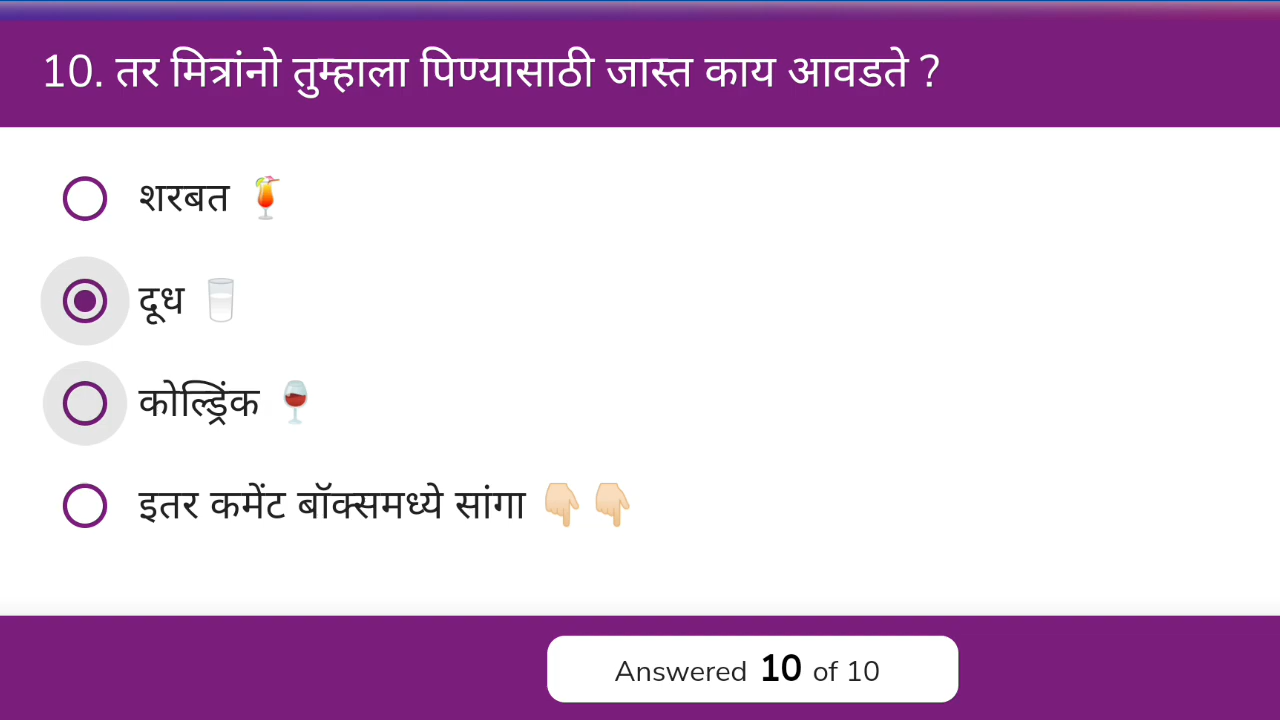 10. तर मित्रांनो तुम्हाला पिण्यासाठी जास्त काय आवडते ?
शरबत 🍹
दूध 🥛
कोल्ड्रिंक 🍷
इतर कमेंट बॉक्समध्ये सांगा 👇🏻👇🏻
Answered 10 of 10